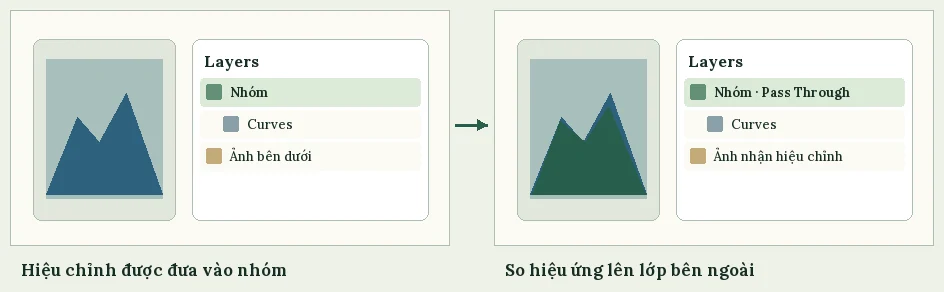 Layers
Nhóm
Curves
Ảnh bên dưới
Hiệu chỉnh được đưa vào nhóm
Layers
Nhóm · Pass Through
Curves
Ảnh nhận hiệu chỉnh
So hiệu ứng lên lớp bên ngoài